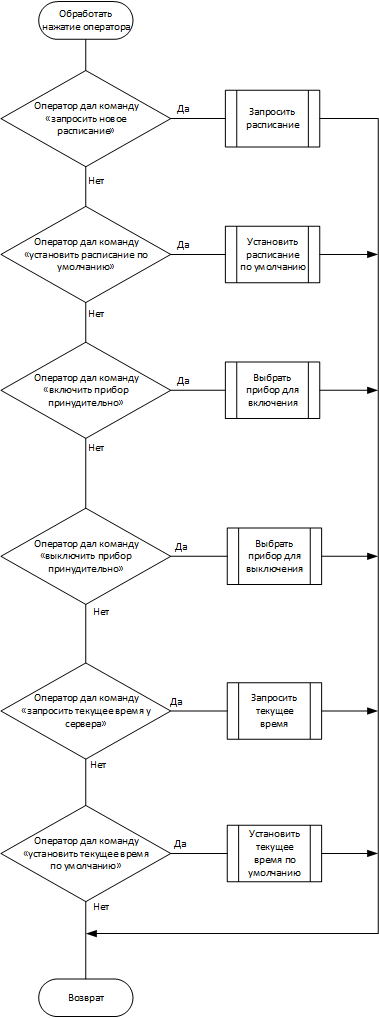 Обработать
нажатие оператора
Оператор дал команду
«запросить новое
расписание»
Да
Запросить
расписание
Нет
Оператор дал команду
«установить расписание по
умолчанию»
Да
Установить
расписание
по умолчанию
Нет
Оператор дал команду
«включить прибор
принудительно»
Да
Выбрать
прибор для
включения
Нет
Оператор дал команду
«выключить прибор
принудительно»
Да
Выбрать
прибор для
выключения
Нет
Оператор дал команду
«запросить текущее время у
сервера»
Да
Запросить
текущее
время
Нет
Оператор дал команду
«установить текущее время
по умолчанию»
Да
Установить
текущее
время по
умолчанию
Нет
Возврат